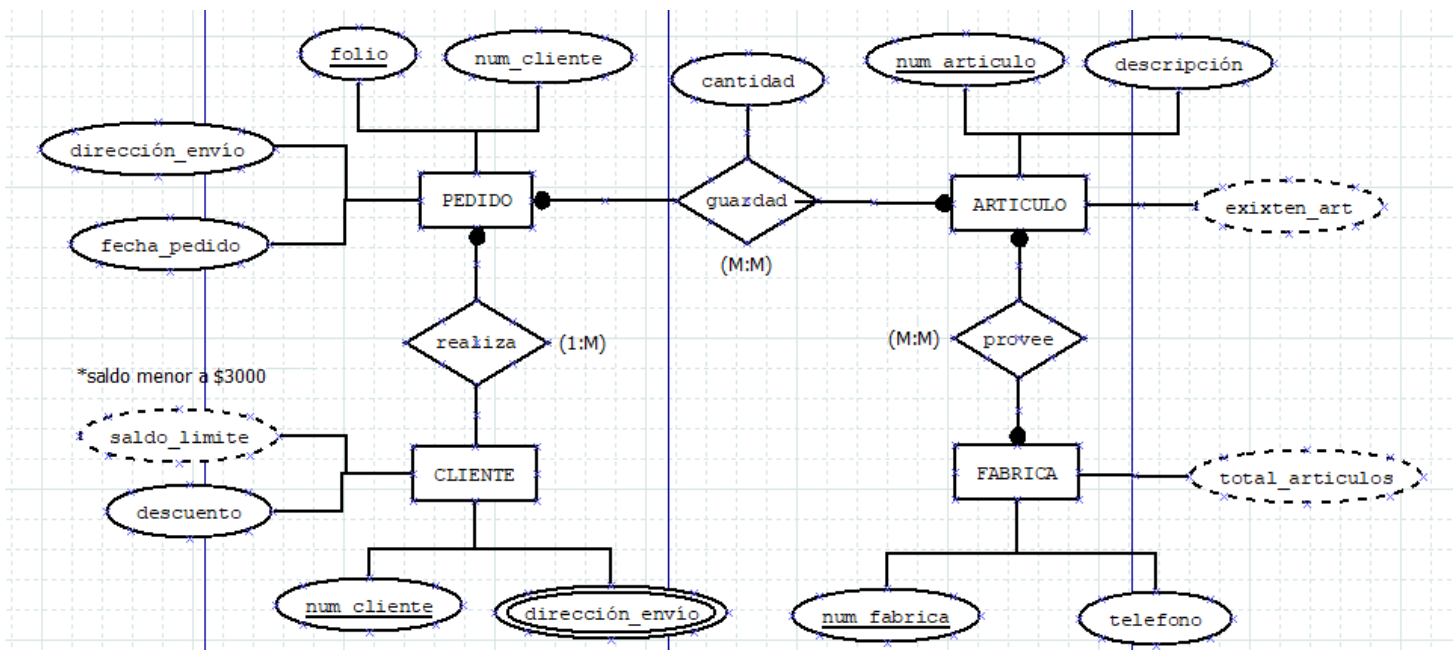 folio
num_cliente
cantidad
num_articulo
descripción
dirección_envío
PEDIDO
guardad
ARTICULO
exixten_art
fecha_pedido
(M:M)
realiza
(1:M)
(M:M)
provee
*saldo menor a $3000
saldo_limite
CLIENTE
FABRICA
total_articulos
descuento
num_cliente
dirección_envío
num_fabrica
telefono